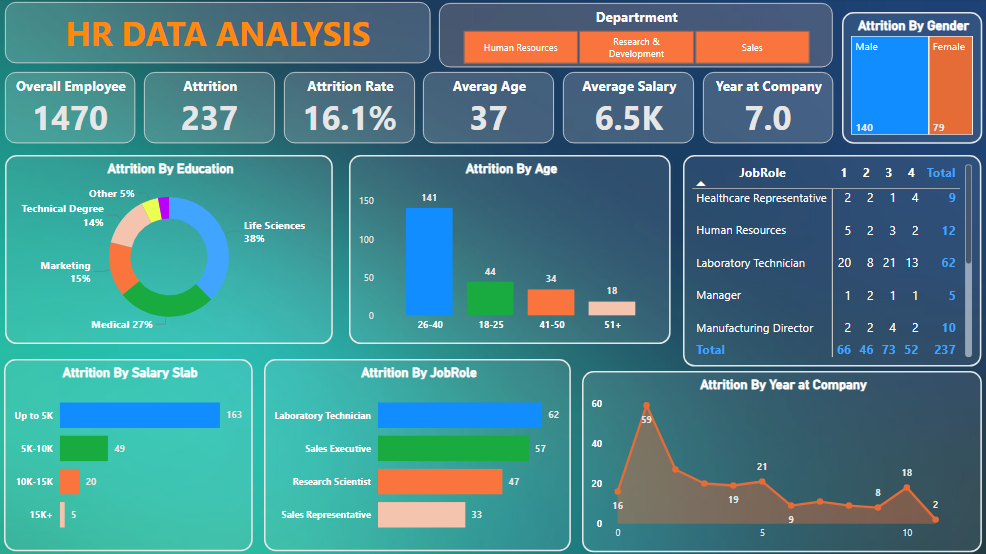 HR DATA ANALYSIS
Departrment
Human Resources
Research &
Development
Sales
Attrition By Gender
Male
Female
140
79
Overall Employee
1470
Attrition
237
Attrition Rate
16.1%
Averag Age
37
Average Salary
6.5K
Year at Company
7.0
Attrition By Education
Other 5%
Technical Degree
14%
Marketing
15%
Medical 27%
Life Sciences
38%
Attrition By Age
150
100
50
0
141
44
34
18
26-40
18-25
41-50
51+
JobRole 1 2 3 4 Total
Healthcare Representative 2 2 1 4 9
Human Resources 5 2 3 2 12
Laboratory Technician 20 8 21 13 62
Manager 1 2 1 1 5
Manufacturing Director 2 2 4 2 10
Total 66 46 73 52 237
Attrition By Salary Slab
Up to 5K 163
5K-10K 49
10K-15K 20
15K+ 5
Attrition By JobRole
Laboratory Technician 62
Sales Executive 57
Research Scientist 47
Sales Representative 33
Attrition By Year at Company
60
40
20
0
16
59
19
21
9
8
18
2
0
5
10